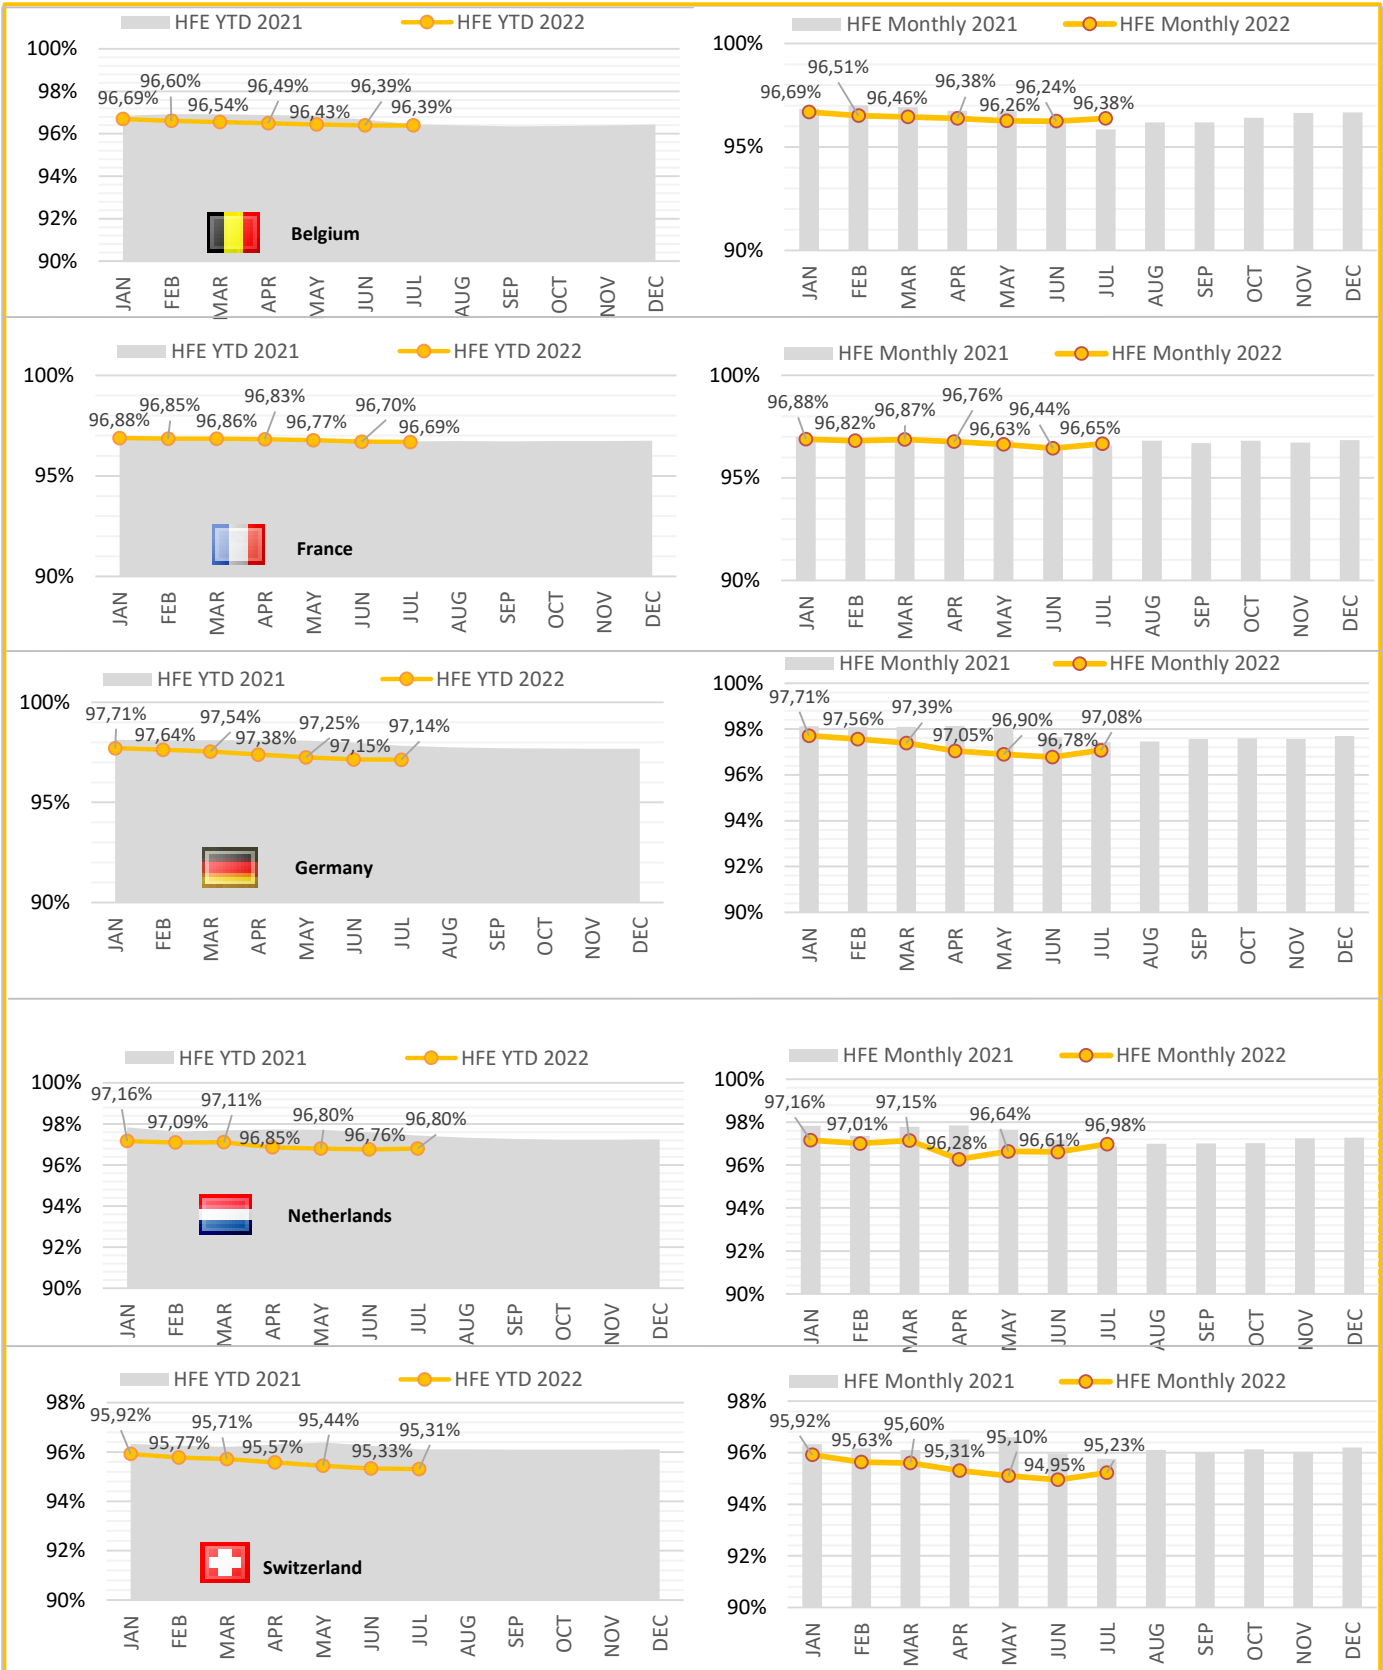 HFE YTD 2021 HFE YTD 2022
100%
98%
96%
94%
92%
90%
96,69% 96,60% 96,54% 96,49% 96,43% 96,39% 96,39%
Belgium
JAN FEB MAR APR MAY JUN JUL AUG SEP OCT NOV DEC
HFE Monthly 2021 HFE Monthly 2022
100%
95%
90%
96,69% 96,51% 96,46% 96,38% 96,26% 96,24% 96,38%
JAN FEB MAR APR MAY JUN JUL AUG SEP OCT NOV DEC
HFE YTD 2021 HFE YTD 2022
100%
95%
90%
96,88% 96,85% 96,86% 96,83% 96,77% 96,70% 96,69%
France
JAN FEB MAR APR MAY JUN JUL AUG SEP OCT NOV DEC
HFE Monthly 2021 HFE Monthly 2022
100%
95%
90%
96,88% 96,82% 96,87% 96,76% 96,63% 96,44% 96,65%
JAN FEB MAR APR MAY JUN JUL AUG SEP OCT NOV DEC
HFE YTD 2021 HFE YTD 2022
100%
95%
90%
97,71% 97,64% 97,54% 97,38% 97,25% 97,15% 97,14%
Germany
JAN FEB MAR APR MAY JUN JUL AUG SEP OCT NOV DEC
HFE Monthly 2021 HFE Monthly 2022
100%
98%
96%
94%
92%
90%
97,71% 97,56% 97,39% 97,05% 96,90% 96,78% 97,08%
JAN FEB MAR APR MAY JUN JUL AUG SEP OCT NOV DEC
HFE YTD 2021 HFE YTD 2022
100%
98%
96%
94%
92%
90%
97,16% 97,09% 97,11% 96,85% 96,80% 96,76% 96,80%
Netherlands
JAN FEB MAR APR MAY JUN JUL AUG SEP OCT NOV DEC
HFE Monthly 2021 HFE Monthly 2022
100%
98%
96%
94%
92%
90%
97,16% 97,01% 97,15% 96,28% 96,64% 96,61% 96,98%
JAN FEB MAR APR MAY JUN JUL AUG SEP OCT NOV DEC
HFE YTD 2021 HFE YTD 2022
98%
96%
94%
92%
90%
95,92% 95,77% 95,71% 95,57% 95,44% 95,33% 95,31%
Switzerland
JAN FEB MAR APR MAY JUN JUL AUG SEP OCT NOV DEC
HFE Monthly 2021 HFE Monthly 2022
98%
96%
94%
92%
90%
95,92% 95,63% 95,60% 95,31% 95,10% 94,95% 95,23%
JAN FEB MAR APR MAY JUN JUL AUG SEP OCT NOV DEC